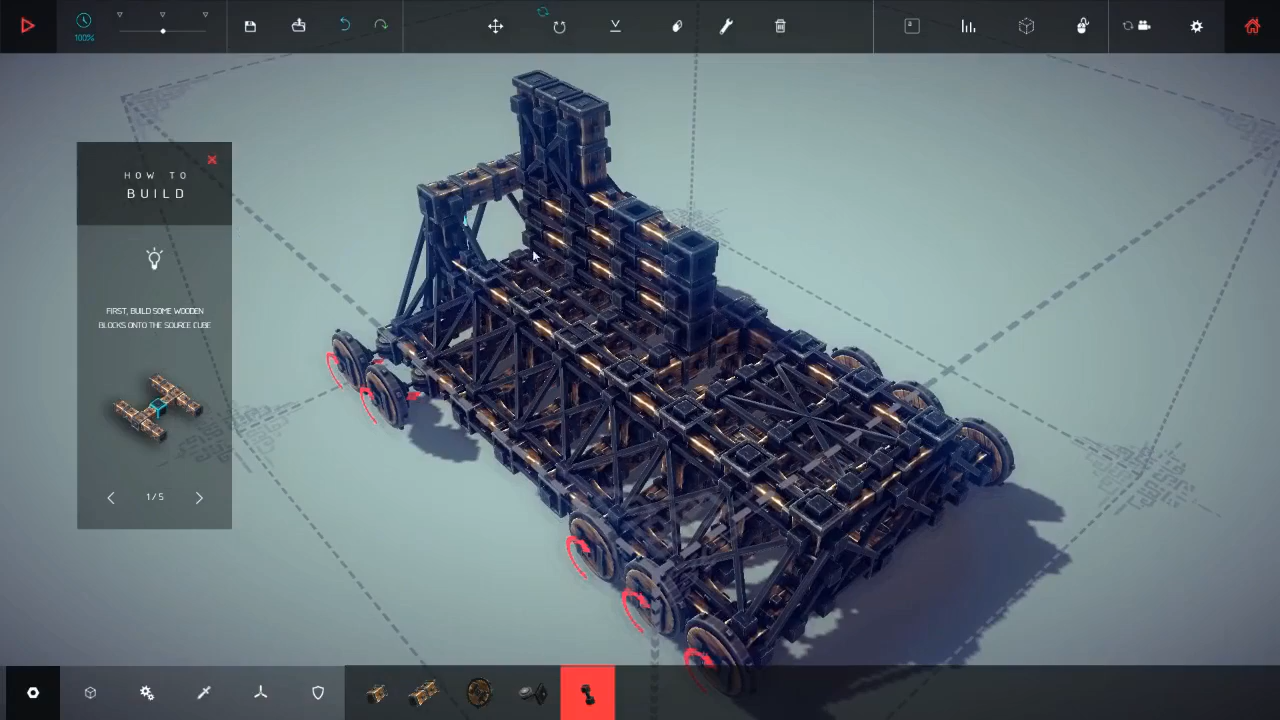 100%
HOW TO
BUILD
FIRST, BUILD SOME WOODEN
BLOCKS ONTO THE SOURCE CUBE
1/5